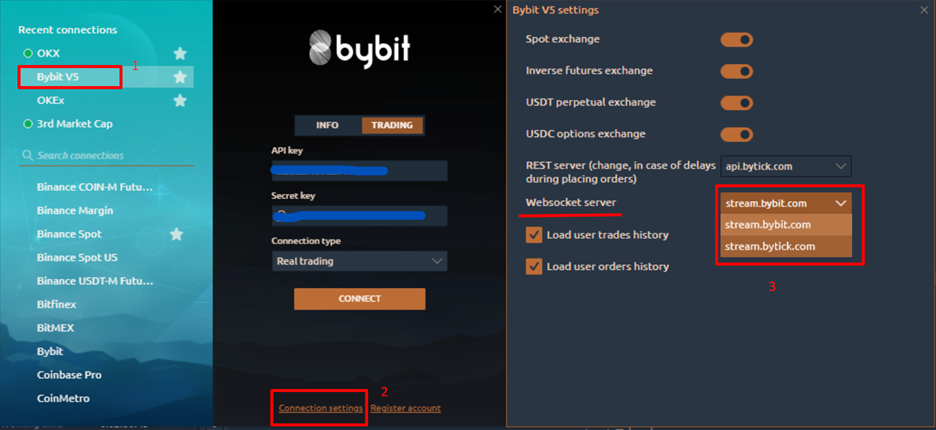 Recent connections
OKX
Bybit V5
1
OKEx
3rd Market Cap
Search connections
Binance COIN-M Futu...
Binance Margin
Binance Spot
Binance Spot US
Binance USDT-M Futu...
Bitfinex
BitMEX
Bybit
Coinbase Pro
CoinMetro
bybit
INFO
TRADING
API key
Secret key
Connection type
Real trading
CONNECT
2
Connection settings
Register account
Bybit V5 settings
Spot exchange
Inverse futures exchange
USDT perpetual exchange
USDC options exchange
REST server (change, in case of delays
during placing orders)
api.bytick.com
Websocket server
stream.bybit.com
stream.bybit.com
stream.bytick.com
Load user trades history
Load user orders history
3